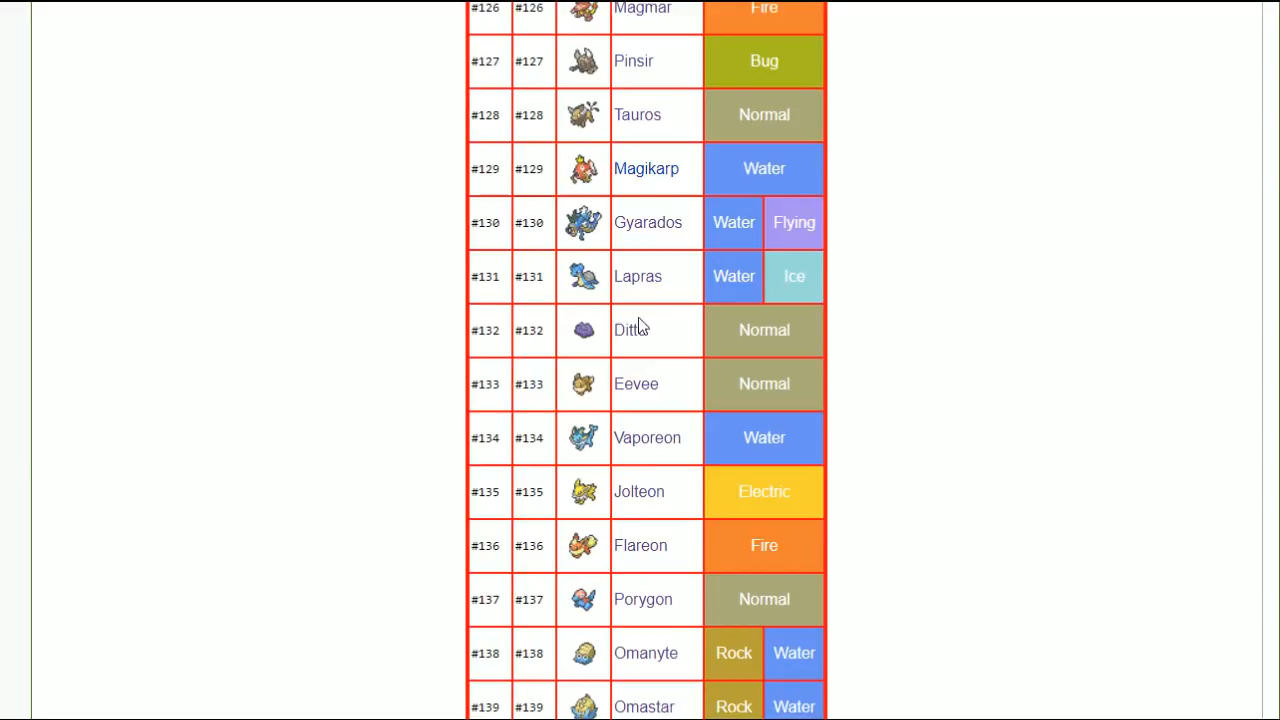 #126 #126 Magmar Fire
#127 #127 Pinsir Bug
#128 #128 Tauros Normal
#129 #129 Magikarp Water
#130 #130 Gyarados Water Flying
#131 #131 Lapras Water Ice
#132 #132 Ditto Normal
#133 #133 Eevee Normal
#134 #134 Vaporeon Water
#135 #135 Jolteon Electric
#136 #136 Flareon Fire
#137 #137 Porygon Normal
#138 #138 Omanyte Rock Water
#139 #139 Omastar Rock Water